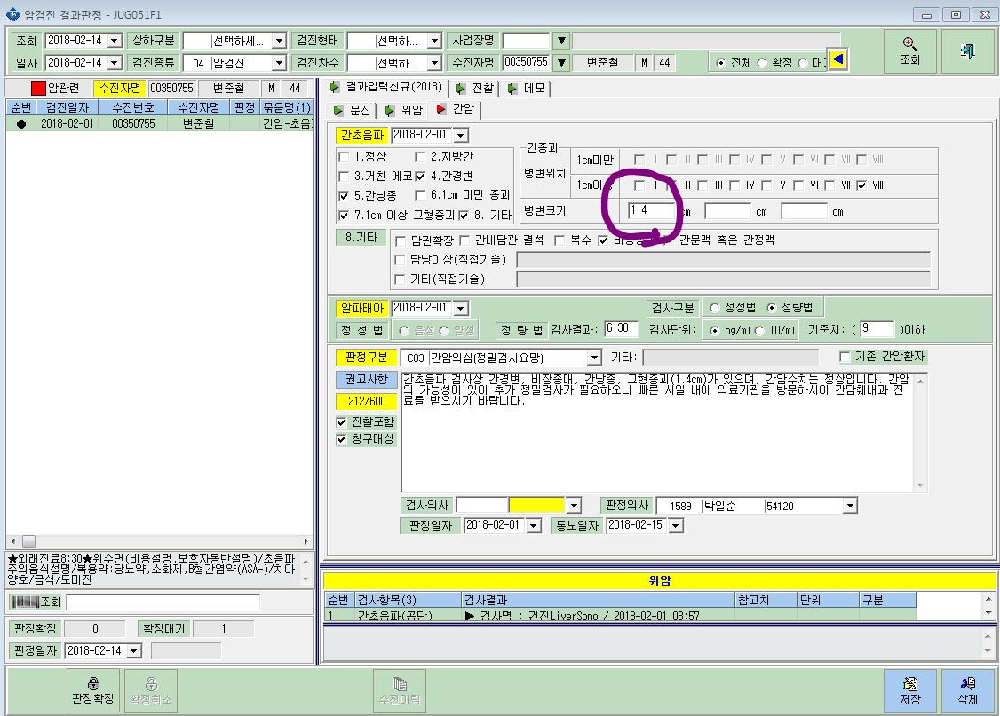 암검진 결과판정 - JUG051F1
조회 2018-02-14 상하구분 선택하세... 검진형태 선택하... 사업장명
일자 2018-02-14 검진종류 04 암검진 검진차수 선택하... 수진자명 00350755 변준철 M 44
전체 확정 대기
조회
암관련 수진자명 00350755 변준철 M 44
순번 검진일자 수진번호 수진자명 판정 묶음명(1)
● 2018-02-01 00350755 변준철 간암-초음파
결과입력신규(2018) 진찰 메모
문진 위암 간암
간초음파 2018-02-01
1.정상 2.지방간
3.거친 에코 4.간경변
5.간낭종 6.1cm 미만 종괴
7.1cm 이상 고형종괴 8. 기타
간종괴
병변위치
1cm미만 I II III IV V VI VII VIII
1cm이상 I II III IV V VI VII VIII
병변크기 1.4 cm cm cm
8.기타 담관확장 간내담관 결석 복수 비장종대 간문맥 혹은 간정맥
담낭이상(직접기술)
기타(직접기술)
알파태아 2018-02-01 검사구분 정성법 정량법
정 성 법 음성 양성 정 량 법 검사결과: 6.30 검사단위: ng/ml IU/ml 기준치: ( 9 )이하
판정구분 C03 간암의심(정밀검사요망) 기타: 기존 간암환자
권고사항
212/600
진찰포함
청구대상
간초음파 검사상 간경변, 비장종대, 간낭종, 고형종괴(1.4cm)가 있으며, 간암수치는 정상입니다. 간암
의 가능성이 있어 추가 정밀검사가 필요하오니 빠른 시일 내에 의료기관을 방문하시어 간담췌내과 진
료를 받으시기 바랍니다.
검사의사 판정의사 1589 박일순 54120
판정일자 2018-02-01 통보일자 2018-02-15
★외래진료8:30★위수면(비용설명,보호자동반설명)/초음파
주의음식설명/복용약:당뇨약,소화제,B형간염약(ASA-)/치아
양호/금식/도미진
조회
판정확정 0 확정대기 1
판정일자 2018-02-14
위암
순번 검사항목(3) 검사결과 참고치 단위 구분
1 간초음파(공단) ▶ 검사명 : 건진LiverSono / 2018-02-01 08:57
판정확정 확정취소 수진이력 저장 삭제